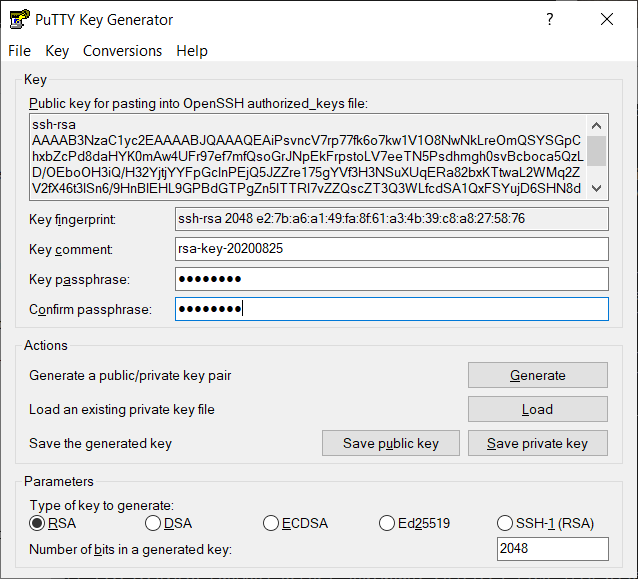 PuTTY Key Generator
File Key Conversions Help
Key
Public key for pasting into OpenSSH authorized_keys file:
ssh-rsa
AAAAB3NzaC1yc2EAAAABJQAAAQEAiPsvncV7rp77fk6o7kw1V1O8NwNkLreOmQSYSGpC
hxbZcPd8daHYK0mAw4UFr97ef7mfQsoGrJNpEkFrpstoLV7eeTN5Psdhmgh0svBcboca5QzL
D/OEboOH3iQ/H32YjtjYYFpGcInPEjQ5JZZre175gYVf3H3NSuXUqERa82bxKTtwaL2WMq2Z
V2fX46t3lSn6/9HnBIEHL9GPBdGTPgZn5lTTRI7vZZQscZT3Q3WLfcdSA1QxFSYujD6SHN8d
Key fingerprint:
ssh-rsa 2048 e2:7b:a6:a1:49:fa:8f:61:a3:4b:39:c8:a8:27:58:76
Key comment:
rsa-key-20200825
Key passphrase:
Confirm passphrase:
Actions
Generate a public/private key pair
Generate
Load an existing private key file
Load
Save the generated key
Save public key
Save private key
Parameters
Type of key to generate:
RSA
DSA
ECDSA
Ed25519
SSH-1 (RSA)
Number of bits in a generated key:
2048